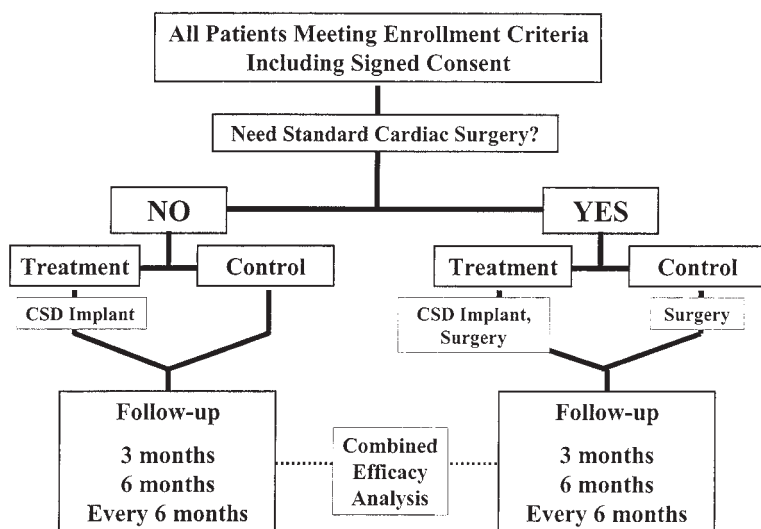 All Patients Meeting Enrollment Criteria
Including Signed Consent
Need Standard Cardiac Surgery?
NO
YES
Treatment
Control
Treatment
Control
CSD Implant
CSD Implant,
Surgery
Surgery
Follow-up
3 months
6 months
Every 6 months
Combined
Efficacy
Analysis
Follow-up
3 months
6 months
Every 6 months